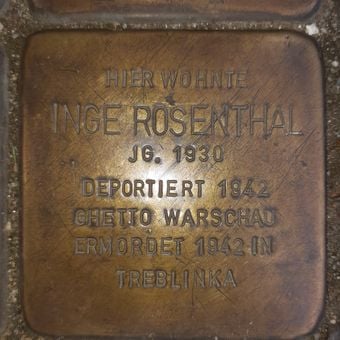 HIER WOHNTE
INGE ROSENTHAL
JG. 1930
DEPORTIERT 1942
GHETTO WARSCHAU
ERMORDET 1942 IN
TREBLINKA